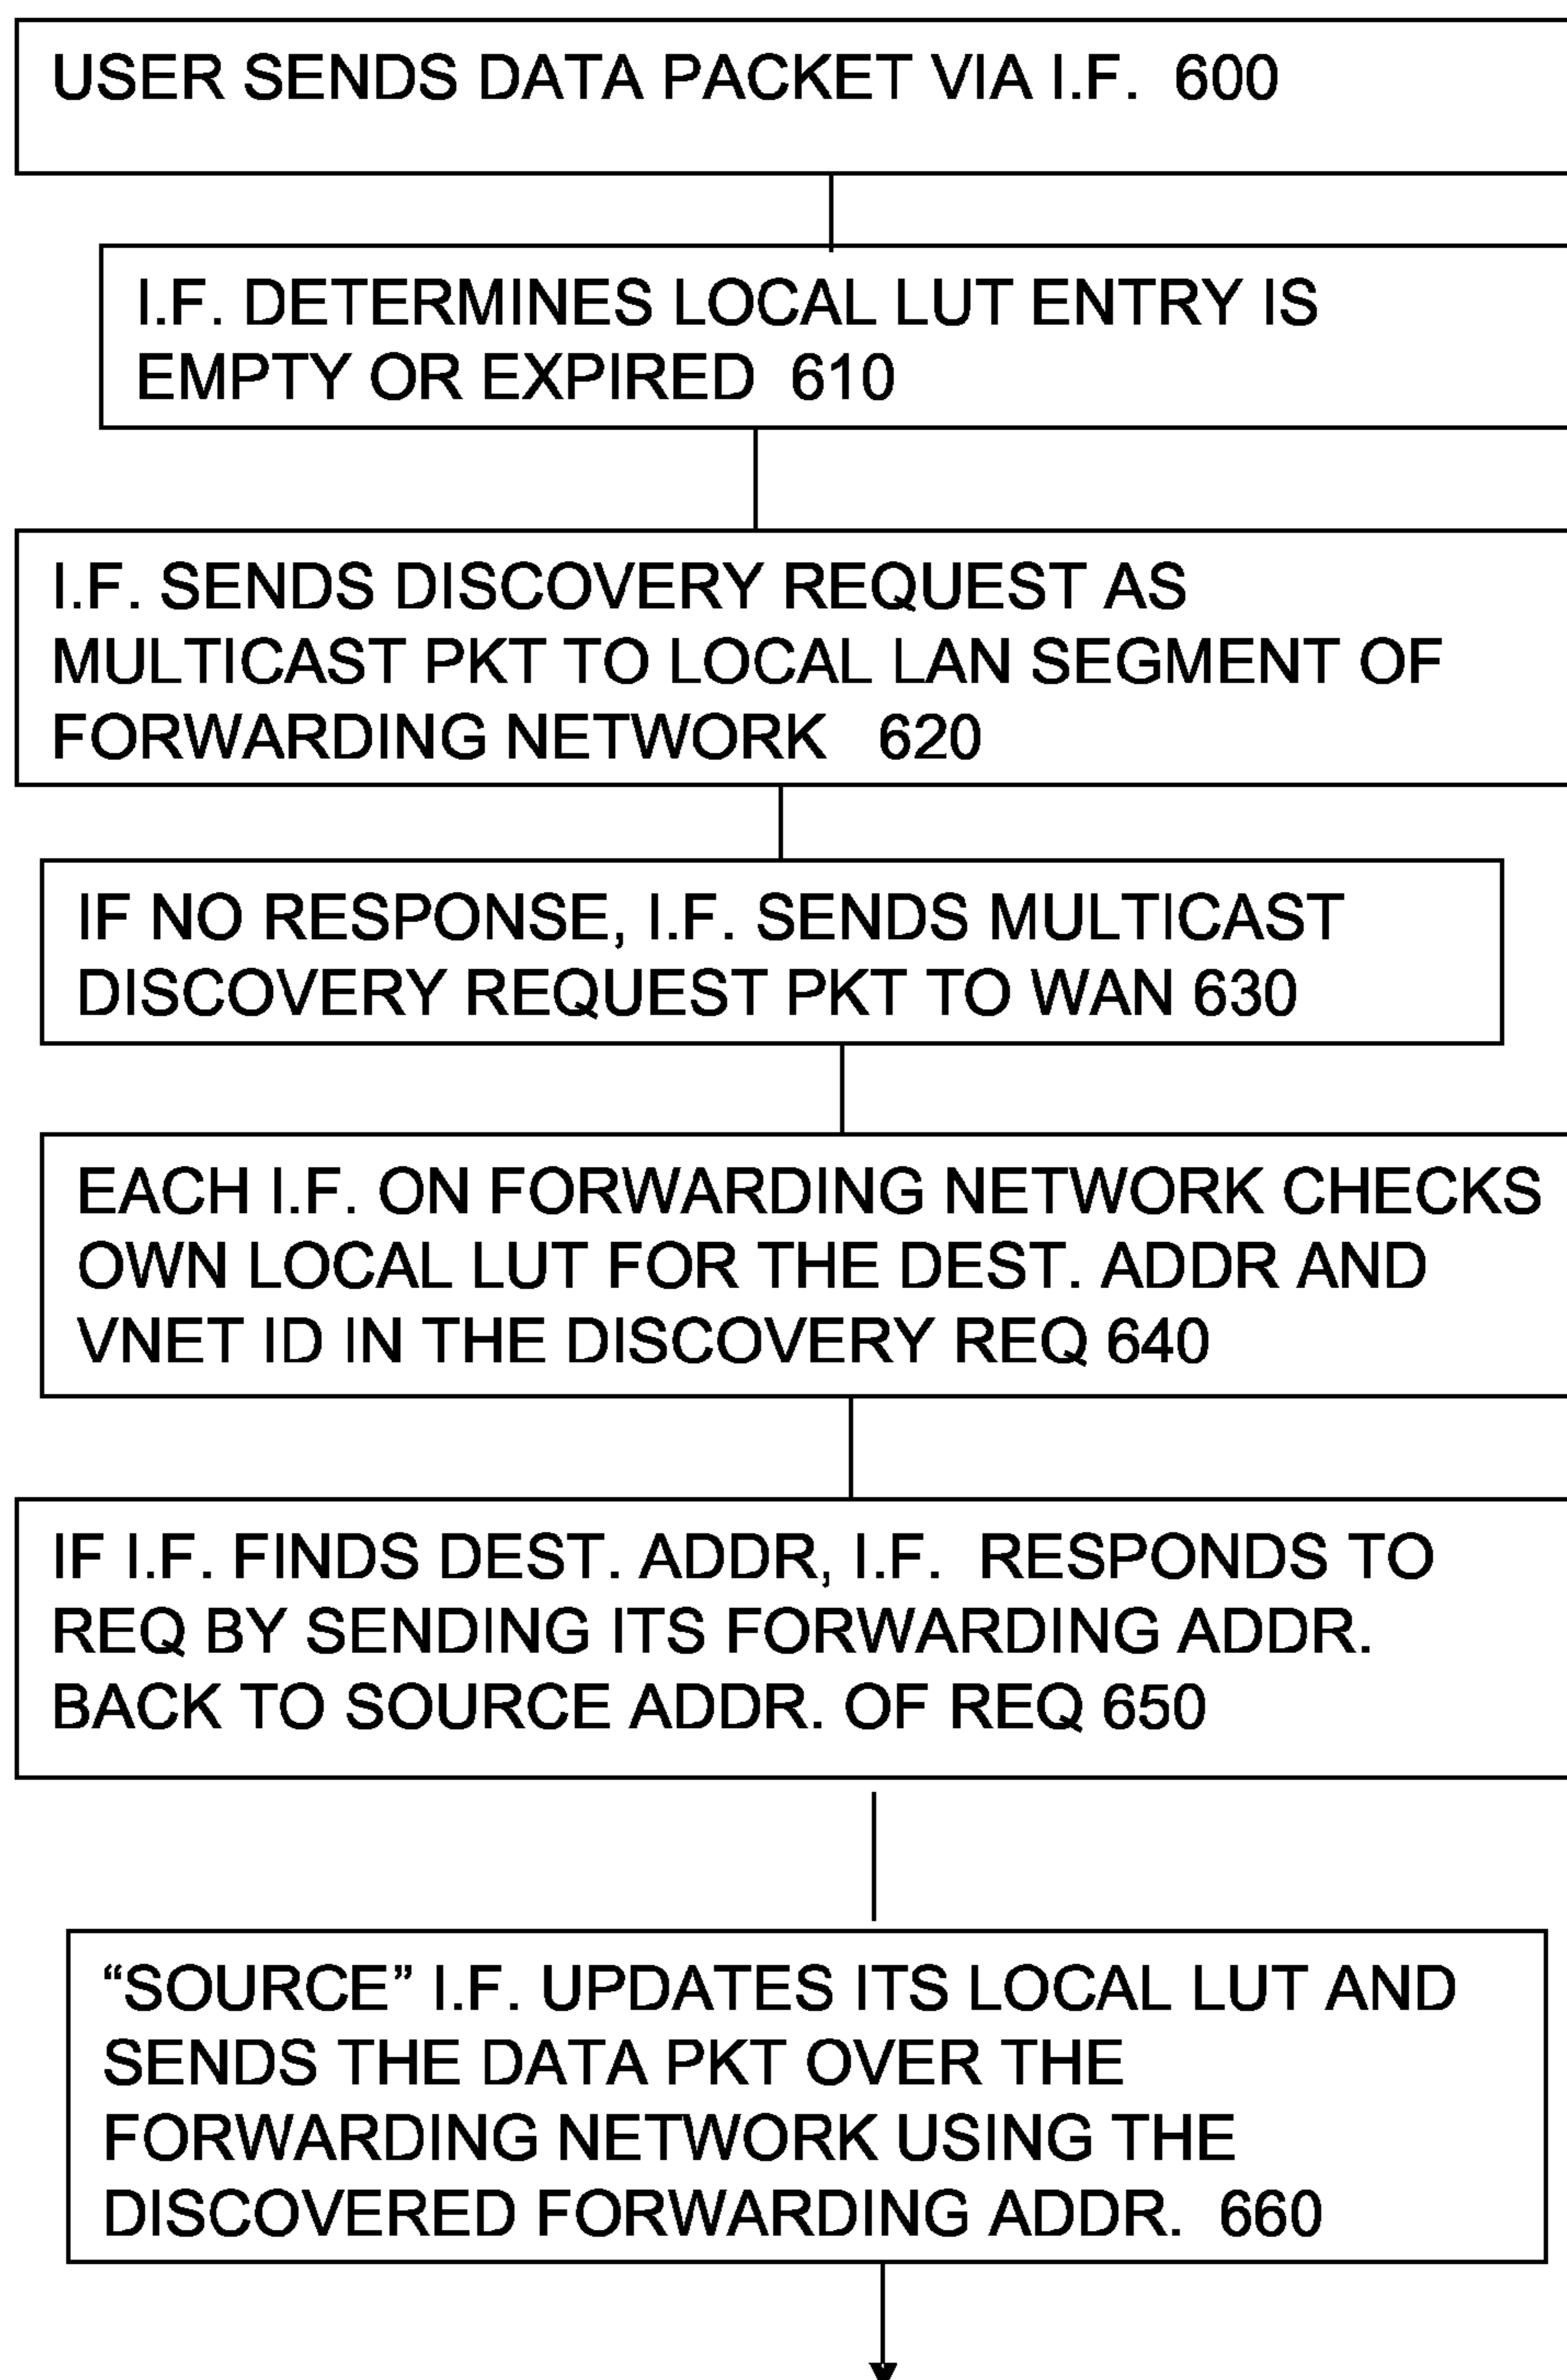 USER SENDS DATA PACKET VIA I.F. 600
I.F. DETERMINES LOCAL LUT ENTRY IS
EMPTY OR EXPIRED 610
I.F. SENDS DISCOVERY REQUEST AS
MULTICAST PKT TO LOCAL LAN SEGMENT OF
FORWARDING NETWORK 620
IF NO RESPONSE, I.F. SENDS MULTICAST
DISCOVERY REQUEST PKT TO WAN 630
EACH I.F. ON FORWARDING NETWORK CHECKS
OWN LOCAL LUT FOR THE DEST. ADDR AND
VNET ID IN THE DISCOVERY REQ 640
IF I.F. FINDS DEST. ADDR, I.F. RESPONDS TO
REQ BY SENDING ITS FORWARDING ADDR.
BACK TO SOURCE ADDR. OF REQ 650
“SOURCE” I.F. UPDATES ITS LOCAL LUT AND
SENDS THE DATA PKT OVER THE
FORWARDING NETWORK USING THE
DISCOVERED FORWARDING ADDR. 660